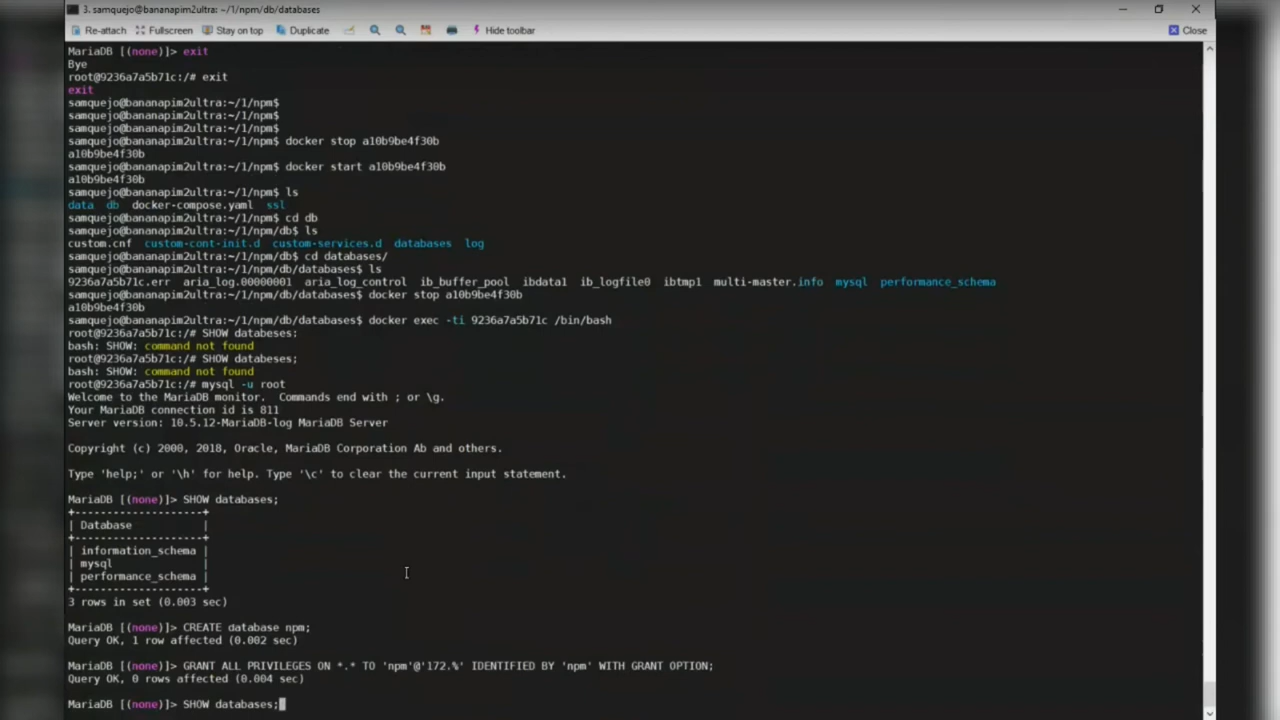 3. samquejo@bananapim2ultra: ~/1/npm/db/databases
Re-attach Fullscreen Stay on top Duplicate Hide toolbar Close
MariaDB [(none)]> exit
Bye
root@9236a7a5b71c:/# exit
exit
samquejo@bananapim2ultra:~/1/npm$
samquejo@bananapim2ultra:~/1/npm$
samquejo@bananapim2ultra:~/1/npm$
samquejo@bananapim2ultra:~/1/npm$ docker stop a10b9be4f30b
a10b9be4f30b
samquejo@bananapim2ultra:~/1/npm$ docker start a10b9be4f30b
a10b9be4f30b
samquejo@bananapim2ultra:~/1/npm$ ls
data db docker-compose.yaml ssl
samquejo@bananapim2ultra:~/1/npm$ cd db
samquejo@bananapim2ultra:~/1/npm/db$ ls
custom.cnf custom-cont-init.d custom-services.d databases log
samquejo@bananapim2ultra:~/1/npm/db$ cd databases/
samquejo@bananapim2ultra:~/1/npm/db/databases$ ls
9236a7a5b71c.err aria_log.00000001 aria_log_control ib_buffer_pool ibdata1 ib_logfile0 ibtmp1 multi-master.info mysql performance_schema
samquejo@bananapim2ultra:~/1/npm/db/databases$ docker stop a10b9be4f30b
a10b9be4f30b
samquejo@bananapim2ultra:~/1/npm/db/databases$ docker exec -ti 9236a7a5b71c /bin/bash
root@9236a7a5b71c:/# SHOW databeses:
bash: SHOW: command not found
root@9236a7a5b71c:/# SHOW databeses;
bash: SHOW: command not found
root@9236a7a5b71c:/# mysql -u root
Welcome to the MariaDB monitor. Commands end with ; or \g.
Your MariaDB connection id is 811
Server version: 10.5.12-MariaDB-log MariaDB Server
Copyright (c) 2000, 2018, Oracle, MariaDB Corporation Ab and others.
Type 'help;' or '\h' for help. Type '\c' to clear the current input statement.
MariaDB [(none)]> SHOW databases;
+--------------------+
| Database           |
+--------------------+
| information_schema |
| mysql              |
| performance_schema |
+--------------------+
3 rows in set (0.003 sec)
MariaDB [(none)]> CREATE database npm;
Query OK, 1 row affected (0.002 sec)
MariaDB [(none)]> GRANT ALL PRIVILEGES ON *.* TO 'npm'@'172.%' IDENTIFIED BY 'npm' WITH GRANT OPTION;
Query OK, 0 rows affected (0.004 sec)
MariaDB [(none)]> SHOW databases;